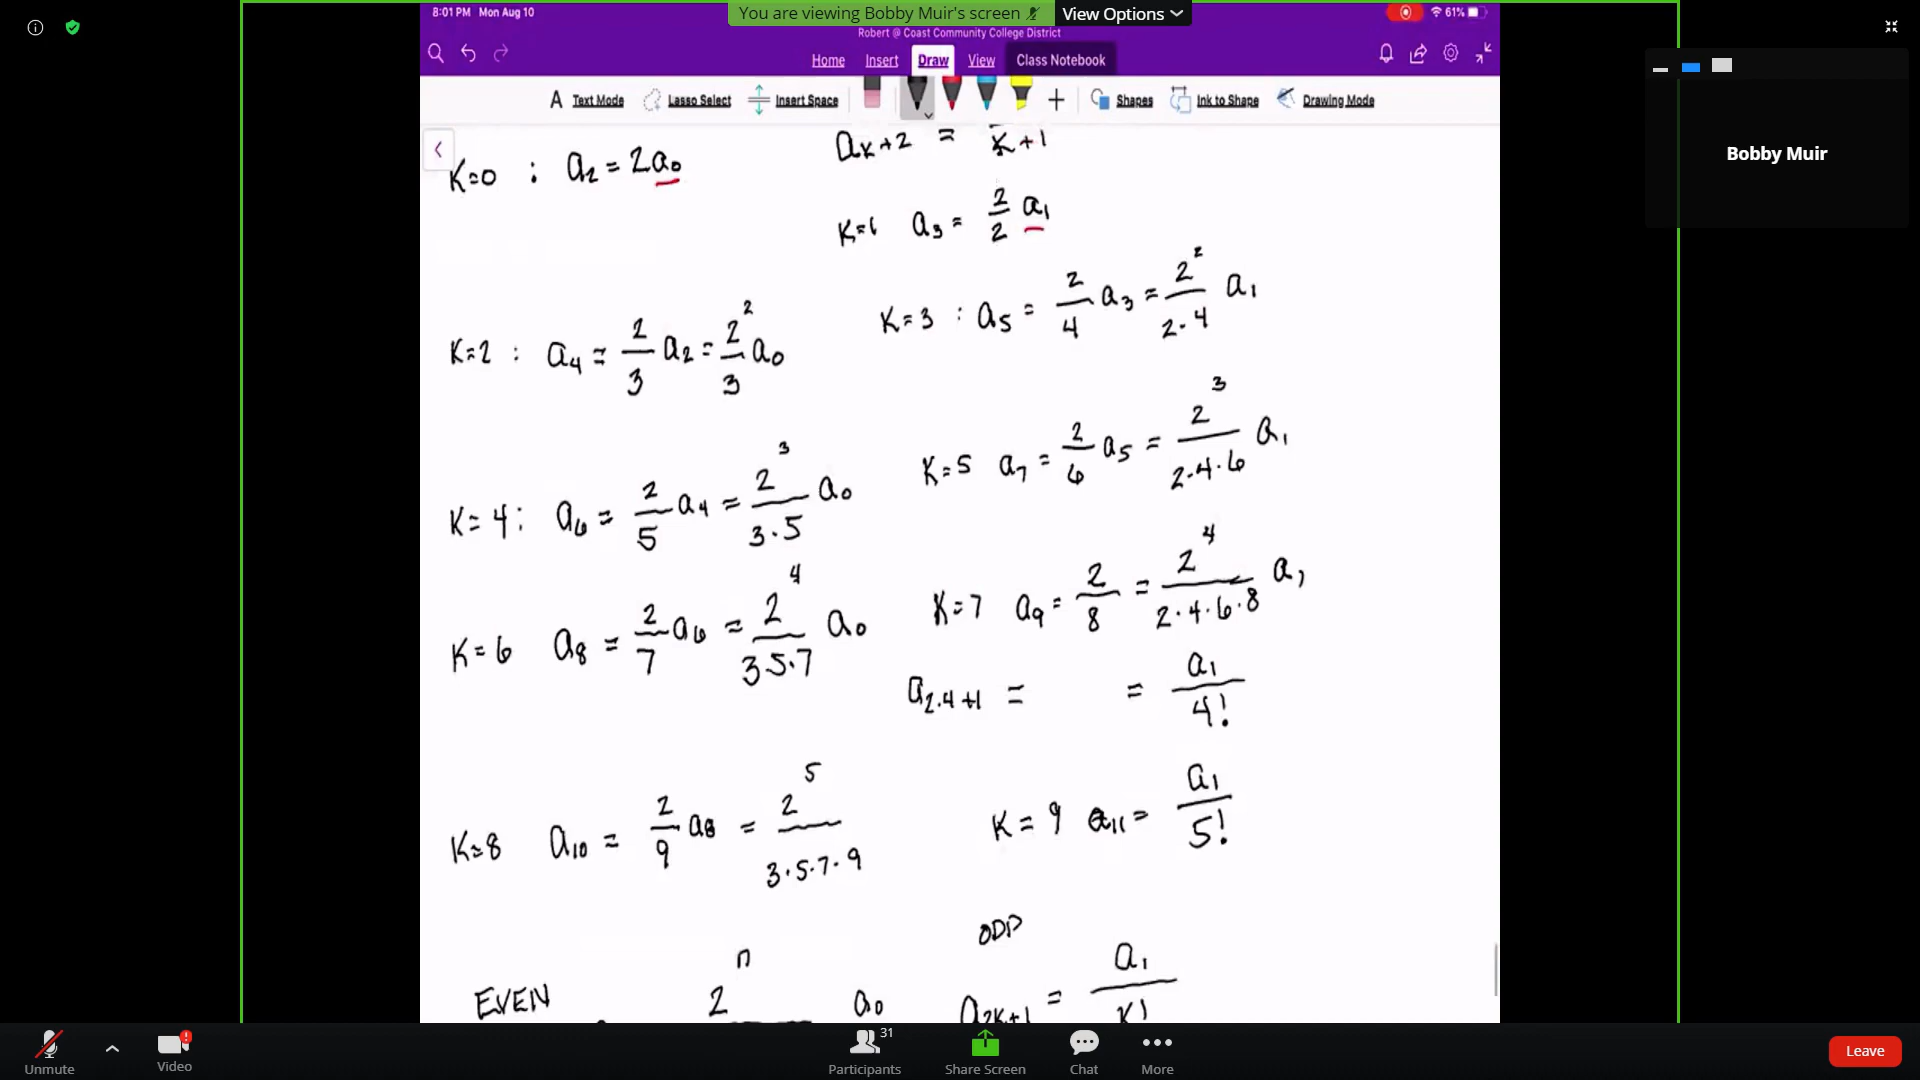 8:01 PM Mon Aug 10
You are viewing Bobby Muir's screen
View Options
61%
Robert @ Coast Community College District
Home Insert Draw View Class Notebook
A Text Mode Lasso Select Insert Space Shapes Ink to Shape Drawing Mode
Bobby Muir
K=0 : a₂ = 2a₀
aₖ₊₂ = / K+1
K=1 a₃ = 2/2 a₁
K=3 : a₅ = 2/4 a₃ = 2²/2·4 a₁
K=2 : a₄ = 2/3 a₂ = 2²/3 a₀
K=5 a₇ = 2/6 a₅ = 2³/2·4·6 a₁
K=4: a₆ = 2/5 a₄ = 2³/3·5 a₀
K=7 a₉ = 2/8 = 2⁴/2·4·6·8 a₁
K=6 a₈ = 2/7 a₆ = 2⁴/3·5·7 a₀
a₂.₄₊₁ = = a₁/4!
K=8 a₁₀ = 2/9 a₈ = 2⁵/3·5·7·9
K=9 a₁₁ = a₁/5!
ODD
a₂ₖ₊₁ = a₁/K!
EVEN 2ⁿ a₀
Unmute
Video
31
Participants
Share Screen
Chat
More
Leave